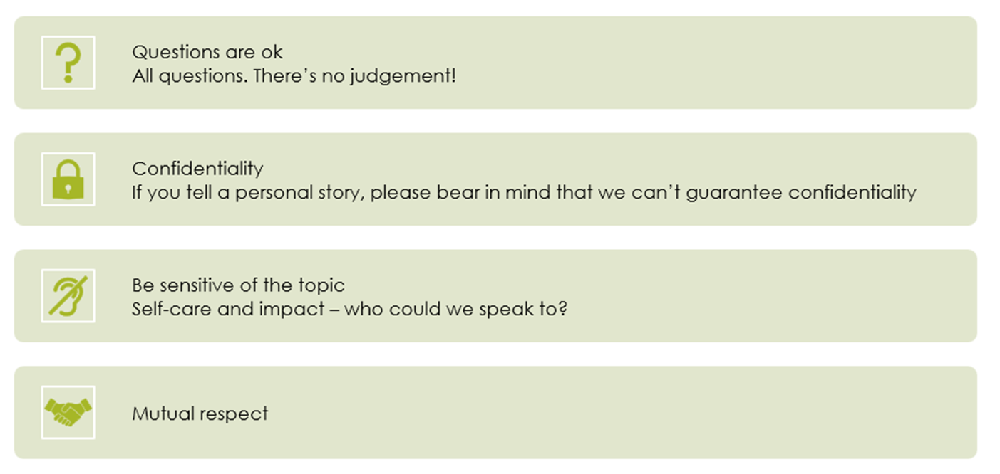 Questions are ok
All questions. There’s no judgement!
Confidentiality
If you tell a personal story, please bear in mind that we can’t guarantee confidentiality
Be sensitive of the topic
Self-care and impact – who could we speak to?
Mutual respect